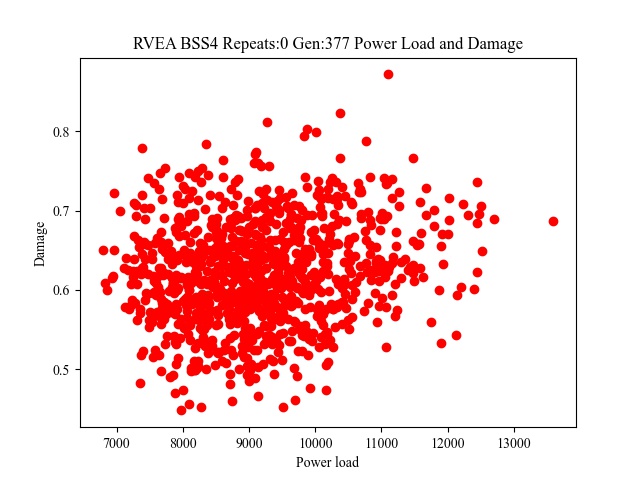 RVEA BSS4 Repeats:0 Gen:377 Power Load and Damage
0.8
0.7
0.6
0.5
Damage
7000 8000 9000 10000 11000 12000 13000
Power load